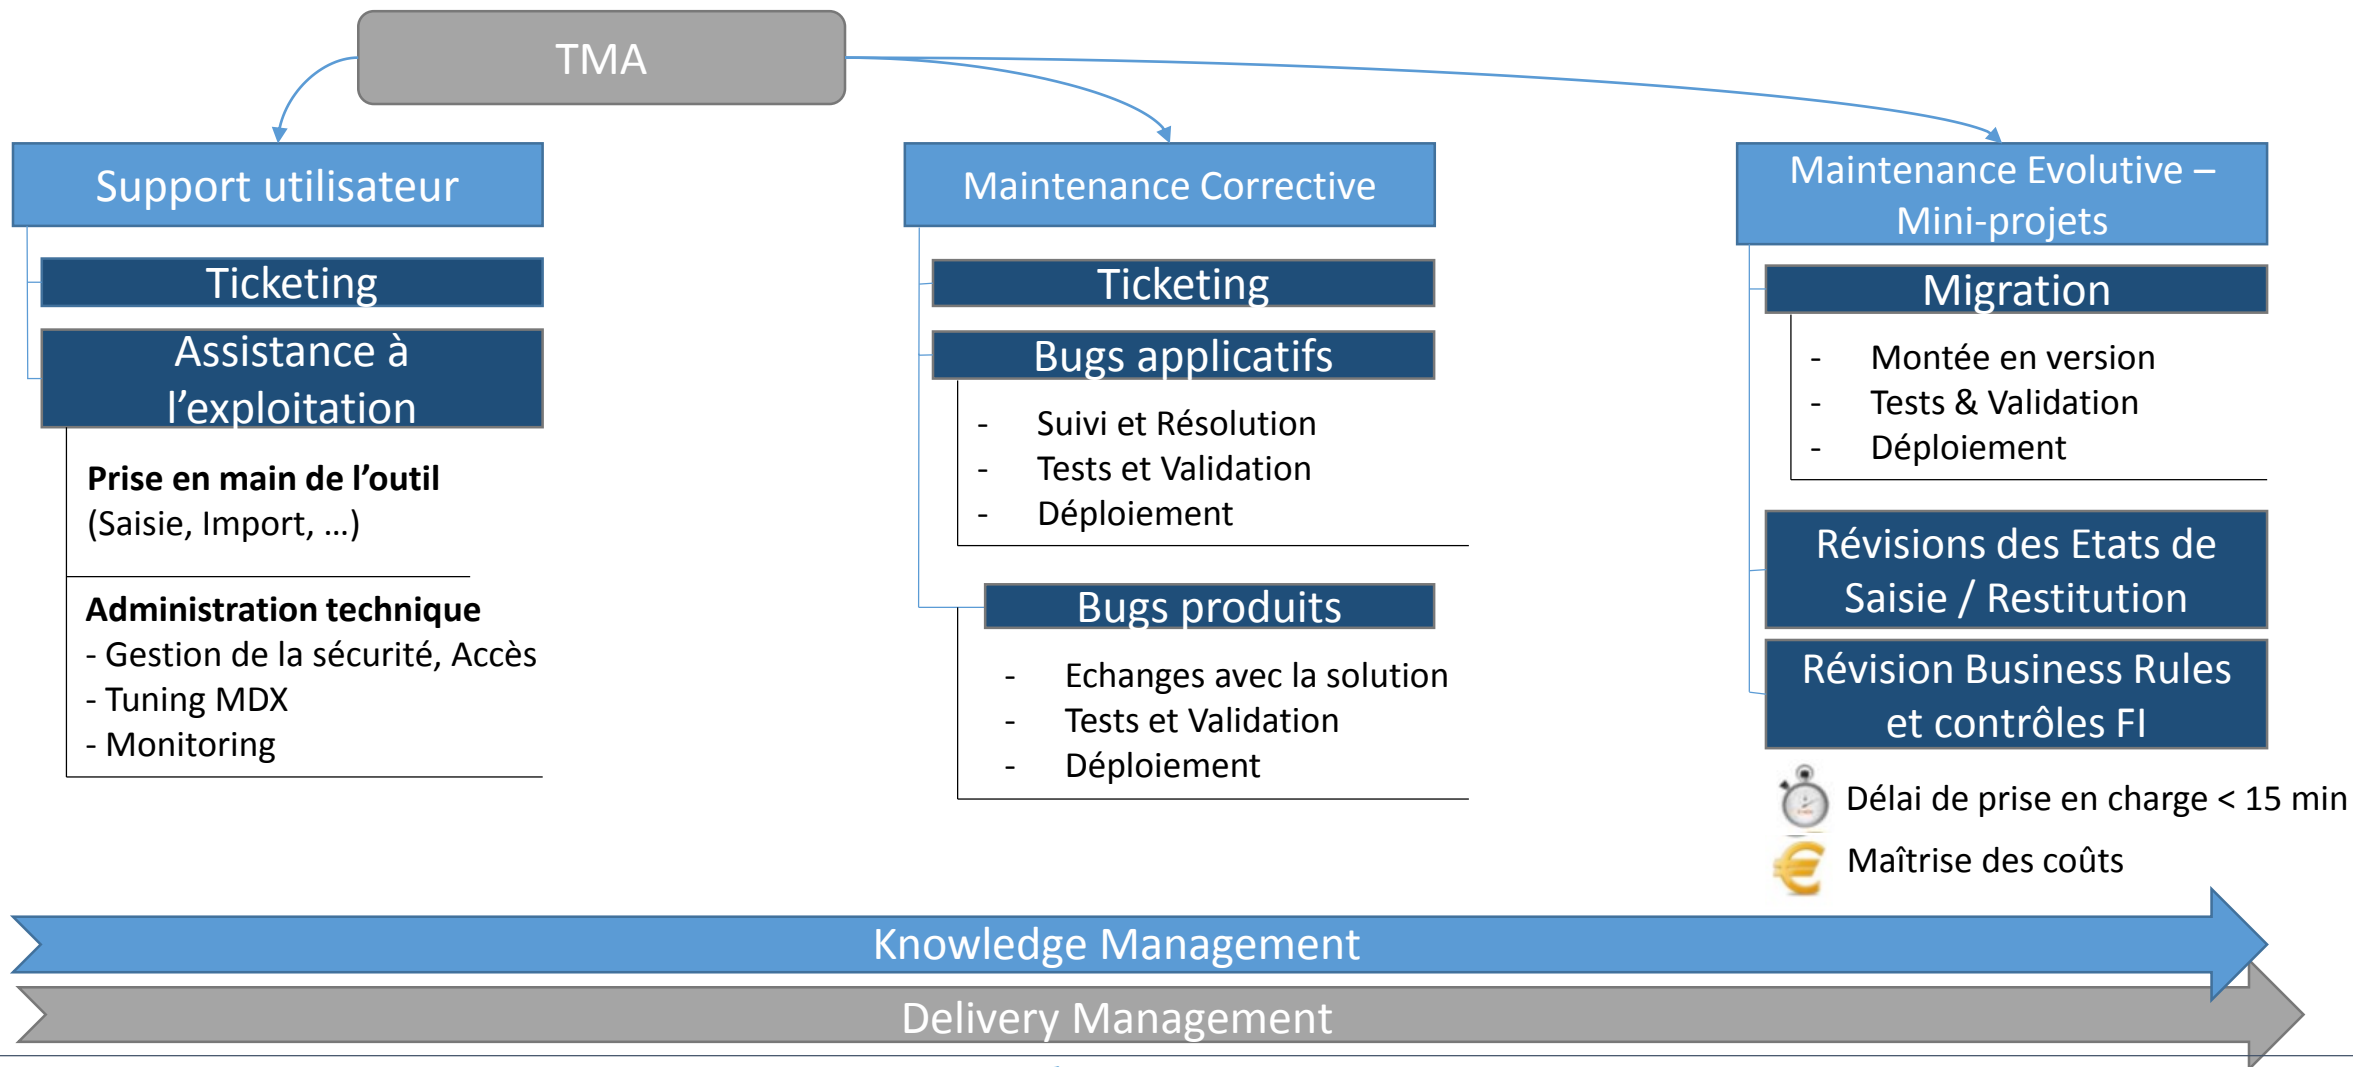 TMA
Support utilisateur
Ticketing
Assistance à
l’exploitation
Prise en main de l’outil
(Saisie, Import, …)
Administration technique
- Gestion de la sécurité, Accès
- Tuning MDX
- Monitoring
Maintenance Corrective
Ticketing
Bugs applicatifs
- Suivi et Résolution
- Tests et Validation
- Déploiement
Bugs produits
- Echanges avec la solution
- Tests et Validation
- Déploiement
Maintenance Evolutive –
Mini-projets
Migration
- Montée en version
- Tests & Validation
- Déploiement
Révisions des Etats de
Saisie / Restitution
Révision Business Rules
et contrôles FI
Délai de prise en charge < 15 min
Maîtrise des coûts
Knowledge Management
Delivery Management